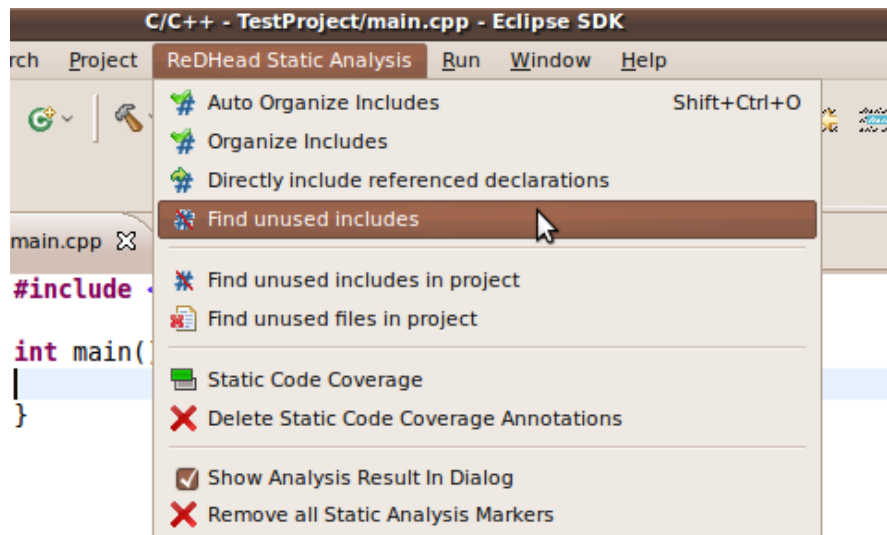 C/C++ - TestProject/main.cpp - Eclipse SDK
rch Project ReDHead Static Analysis Run Window Help
Auto Organize Includes Shift+Ctrl+O
Organize Includes
Directly include referenced declarations
Find unused includes
main.cpp
Find unused includes in project
#include <
Find unused files in project
int main()
Static Code Coverage
}
Delete Static Code Coverage Annotations
Show Analysis Result In Dialog
Remove all Static Analysis Markers